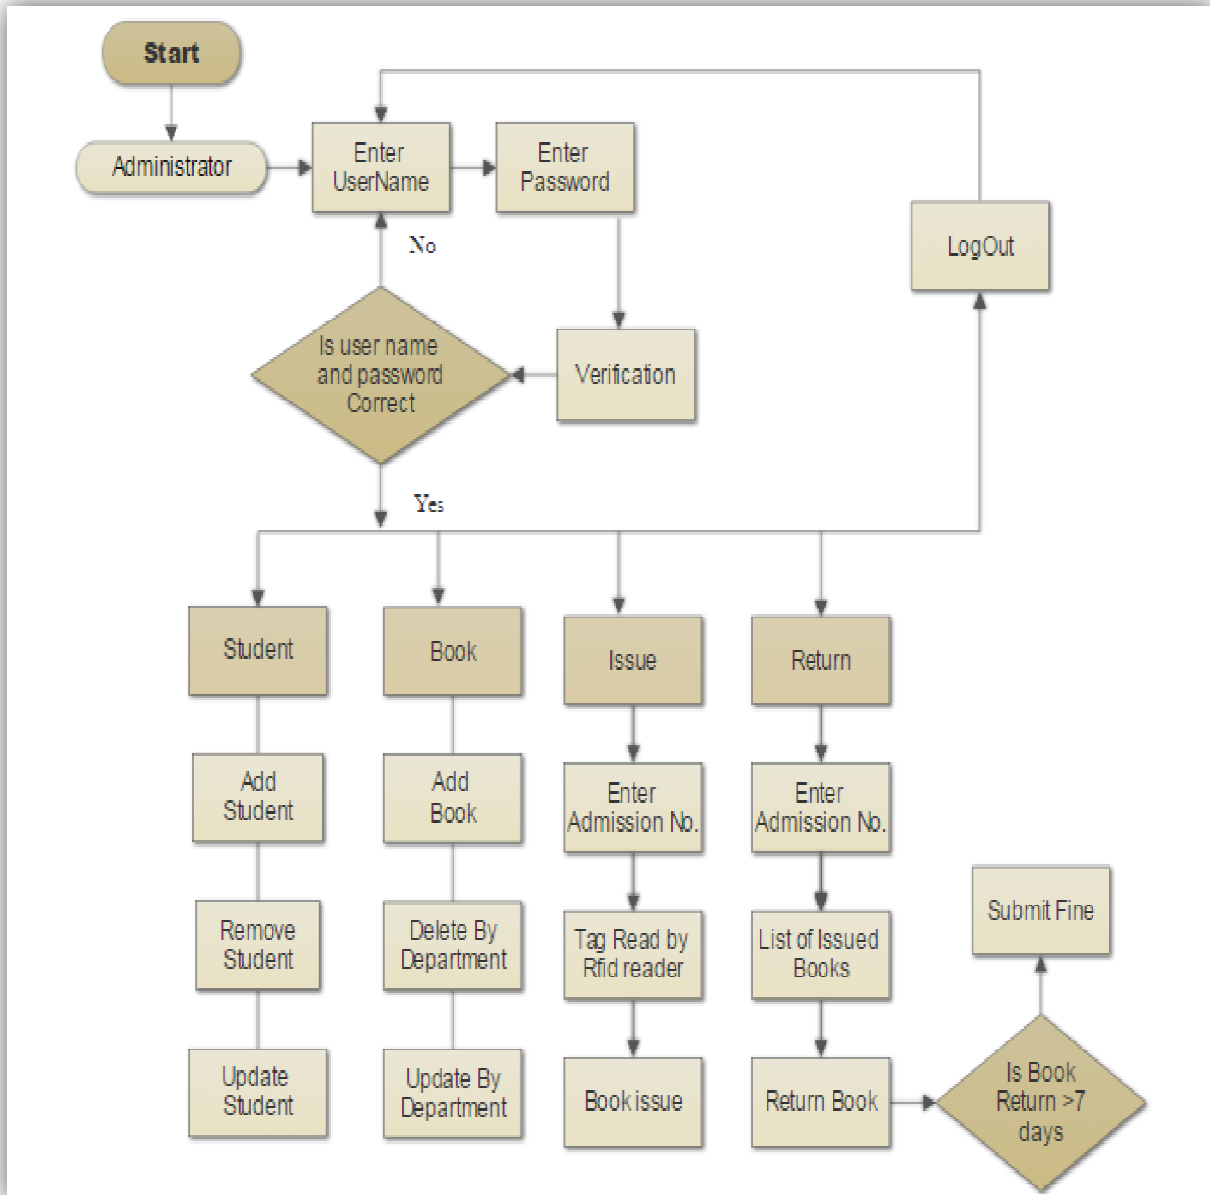 Start
Administrator
Enter
UserName
Enter
Password
LogOut
No
Is user name
and password
Correct
Verification
Yes
Student
Book
Issue
Return
Add
Student
Add
Book
Enter
Admission No.
Enter
Admission No.
Remove
Student
Delete By
Department
Tag Read by
Rfid reader
List of Issued
Books
Submit Fine
Update
Student
Update By
Department
Book issue
Return Book
Is Book
Return >7
days